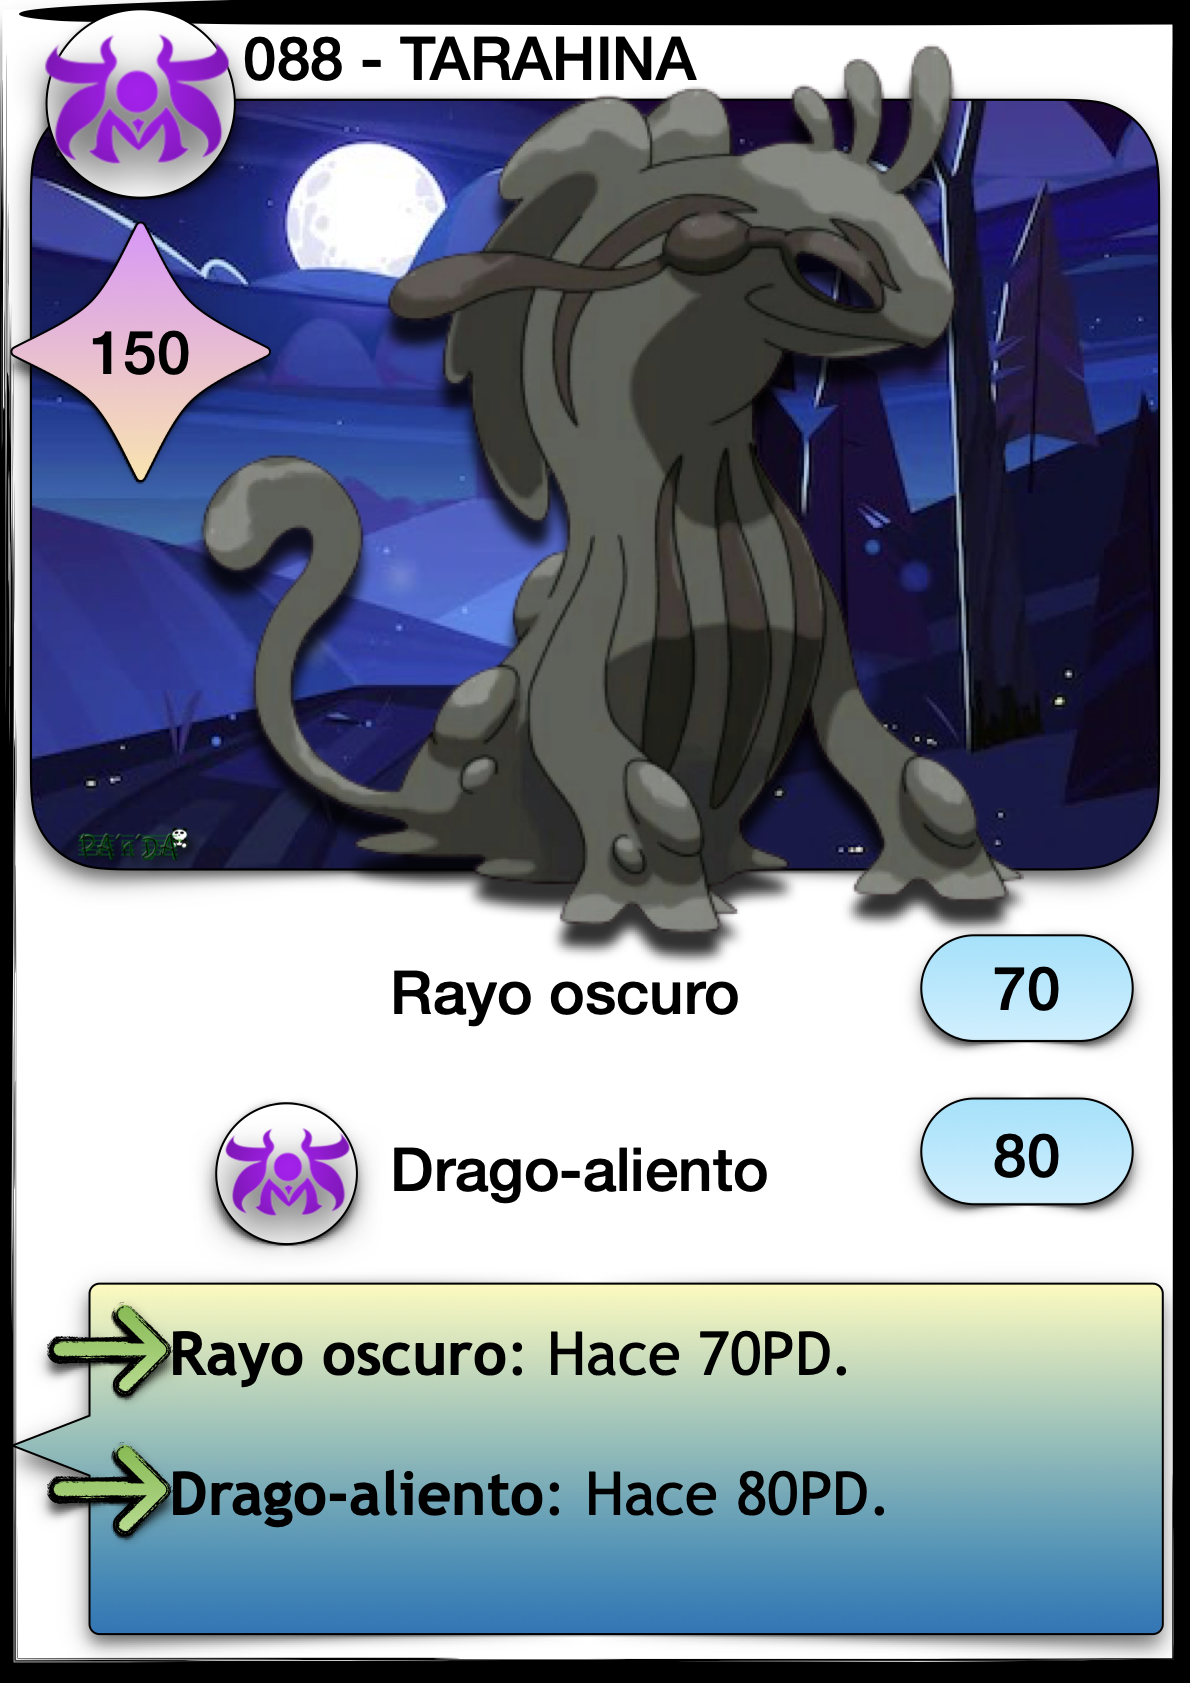 088 - TARAHINA
150
Rayo oscuro
70
Drago-aliento
80
Rayo oscuro: Hace 70PD.
Drago-aliento: Hace 80PD.